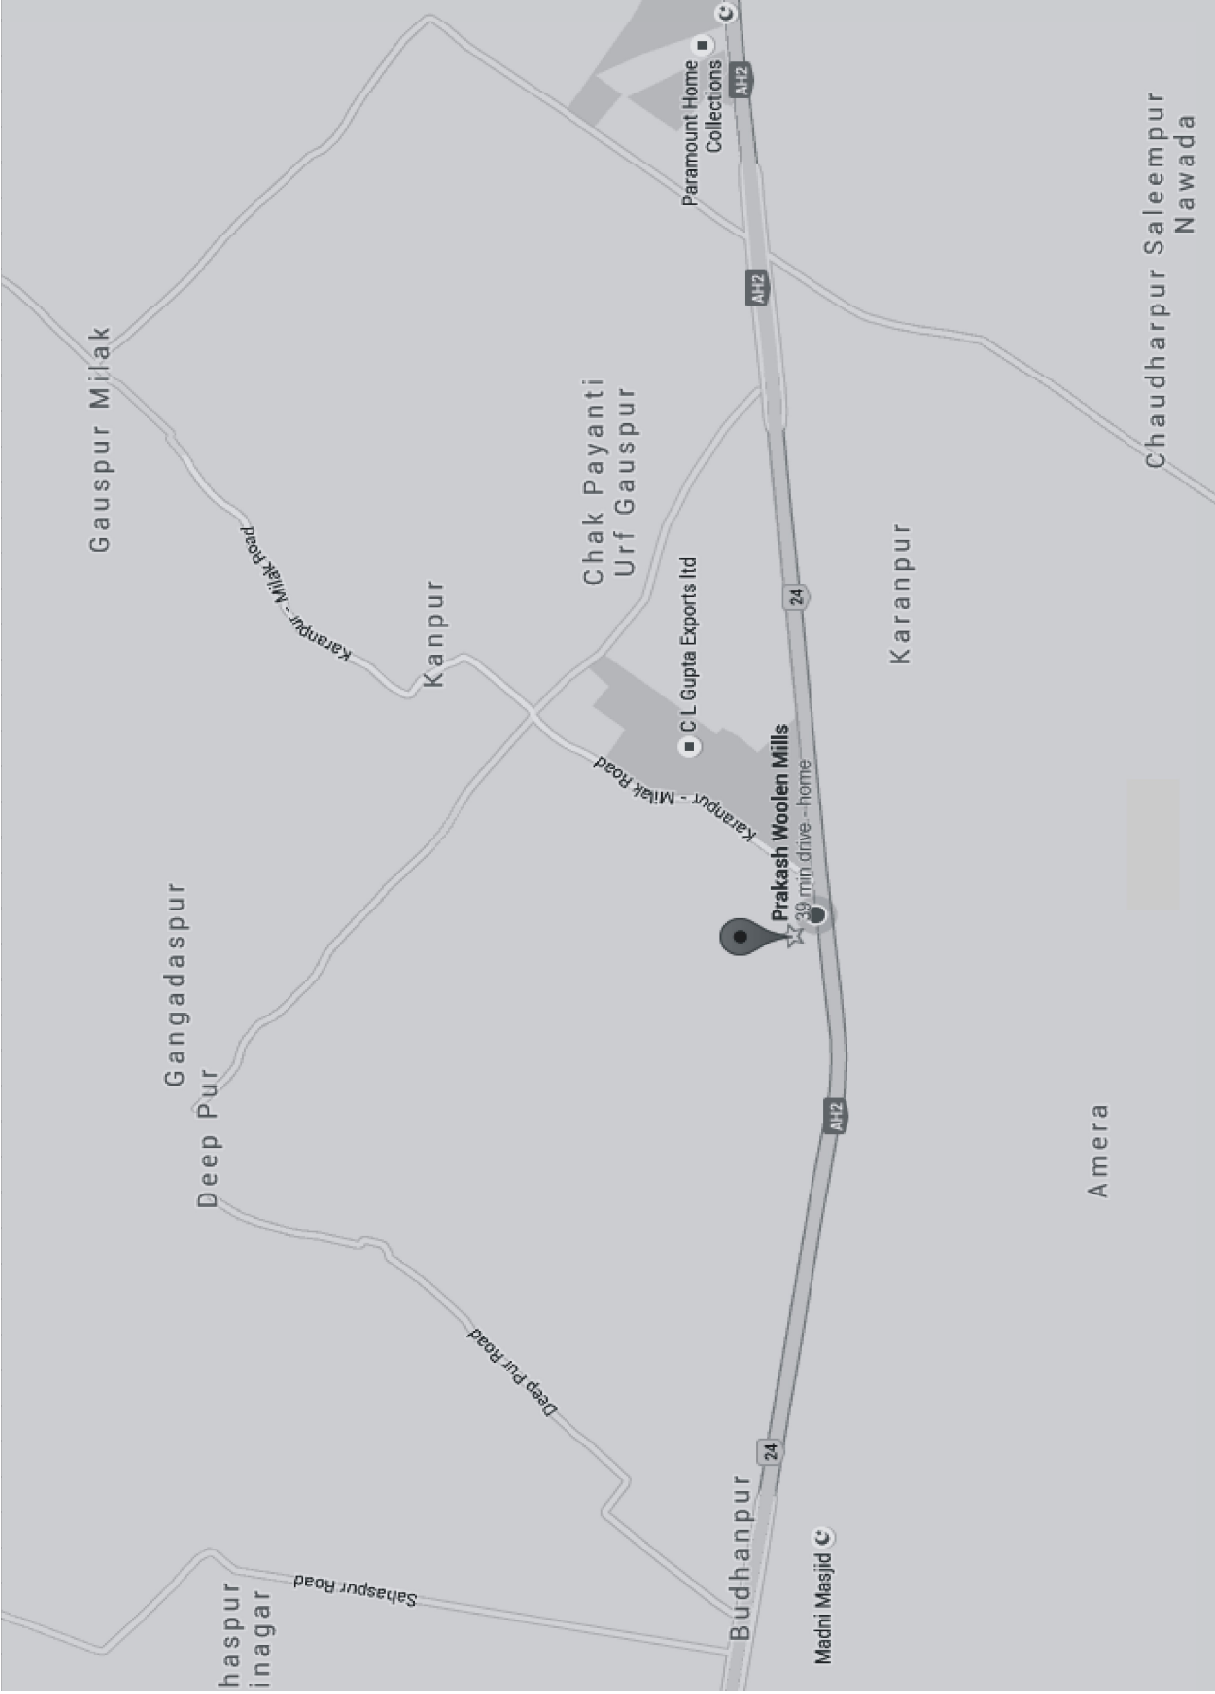 Gauspur Milak
Karanpur - Milak Road
Kanpur
Chak Payanti
Urf Gauspur
Paramount Home
Collections
AH2
AH2
Chaudharpur Saleempur
Nawada
C L Gupta Exports ltd
24
Karanpur
Karanpur - Milak Road
Prakash Woolen Mills
39 min drive - home
Gangadaspur
Deep Pur
AH2
Amera
Deep Pur Road
24
Budhanpur
Madni Masjid
Sahaspur Road
haspur
inagar